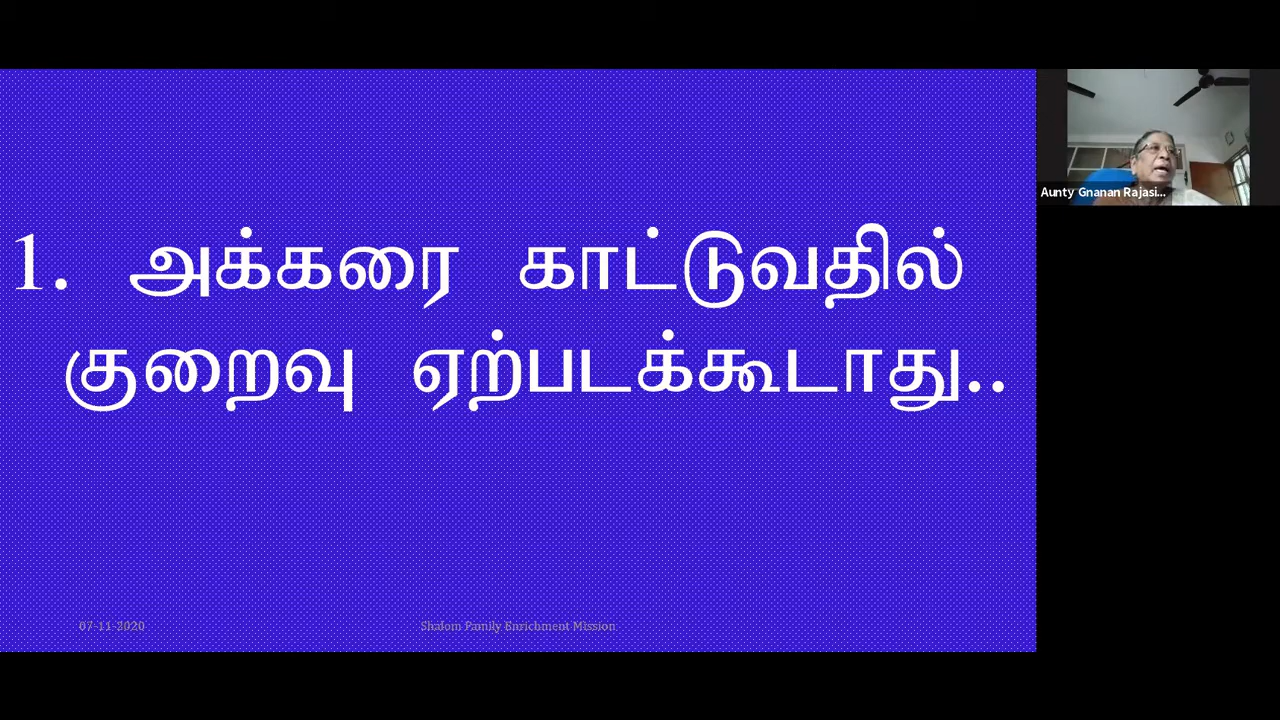 1. அக்கரை காட்டுவதில்
குறைவு ஏற்படக்கூடாது..
Aunty Gnanan Rajasi...
07-11-2020
Shalom Family Enrichment Mission